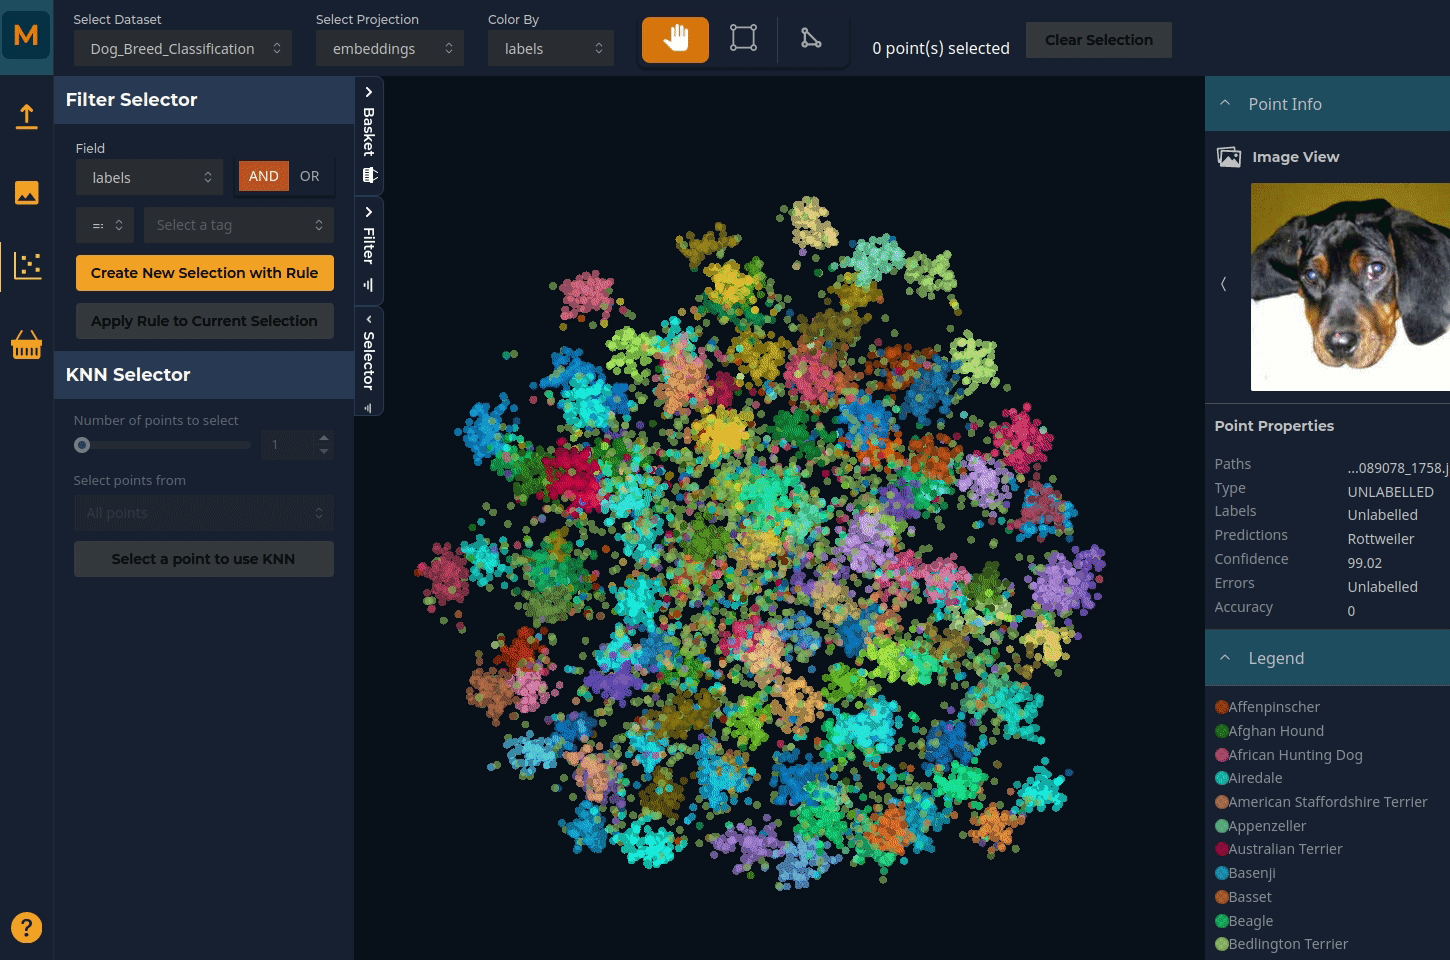 M
Select Dataset
Select Projection
Color By
Dog_Breed_Classification
embeddings
labels
0 point(s) selected
Clear Selection
Filter Selector
Field
labels
AND
OR
Select a tag
Create New Selection with Rule
Apply Rule to Current Selection
KNN Selector
Number of points to select
1
Select points from
All points
Select a point to use KNN
Basket
Filter
Selector
?
Point Info
Image View
Point Properties
Paths ...089078_1758.j
Type UNLABELLED
Labels Unlabelled
Predictions Rottweiler
Confidence 99.02
Errors Unlabelled
Accuracy 0
Legend
Affenpinscher
Afghan Hound
African Hunting Dog
Airedale
American Staffordshire Terrier
Appenzeller
Australian Terrier
Basenji
Basset
Beagle
Bedlington Terrier